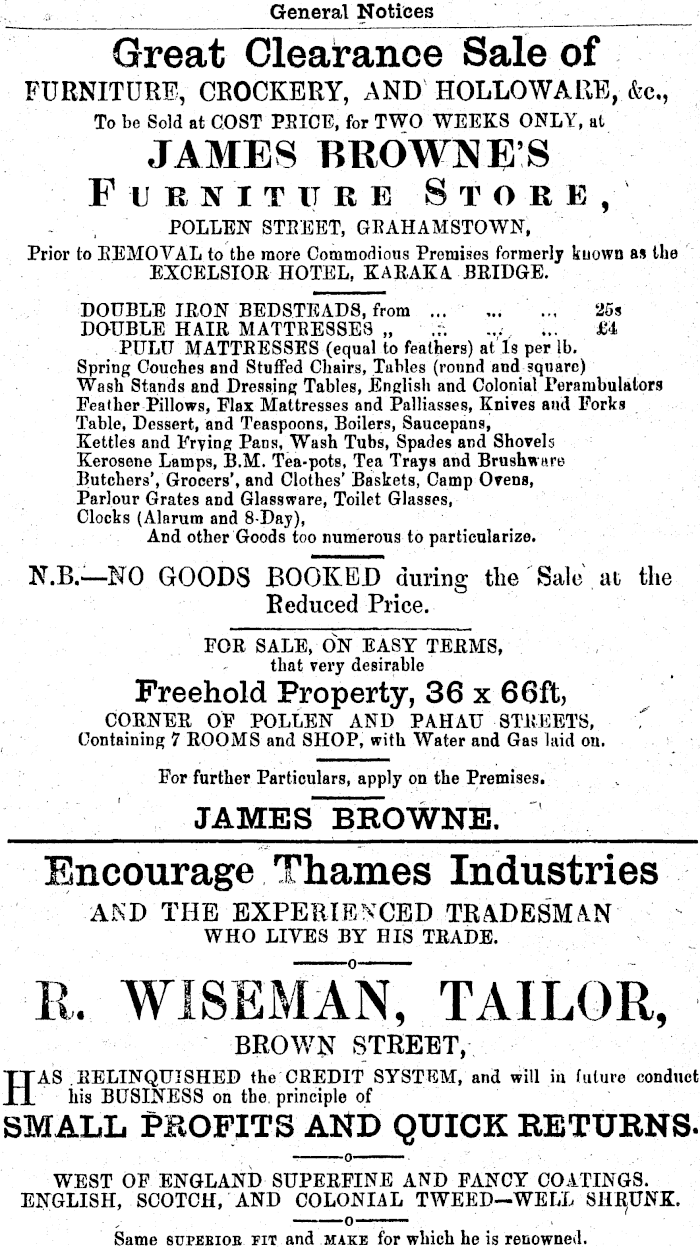 General Notices
Great Clearance Sale of
FURNITURE, CROCKERY, AND HOLLOWARE, &c.,
To be Sold at COST PRICE, for TWO WEEKS ONLY, at
JAMES BROWNE'S
FURNITURE STORE,
POLLEN STREET, GRAHAMSTOWN,
Prior to REMOVAL to the more Commodious Premises formerly known as the
EXCELSIOR HOTEL, KARAKA BRIDGE.
DOUBLE IRON BEDSTEADS, from ... ... ... 25s
DOUBLE HAIR MATTRESSES „ ... ... ... £4
PULU MATTRESSES (equal to feathers) at 1s per lb.
Spring Couches and Stuffed Chairs, Tables (round and square)
Wash Stands and Dressing Tables, English and Colonial Perambulators
Feather Pillows, Flax Mattresses and Palliasses, Knives and Forks
Table, Dessert, and Teaspoons, Boilers, Saucepans,
Kettles and Frying Pans, Wash Tubs, Spades and Shovels
Kerosene Lamps, B.M. Tea-pots, Tea Trays and Brushware
Butchers', Grocers', and Clothes' Baskets, Camp Ovens,
Parlour Grates and Glassware, Toilet Glasses,
Clocks (Alarum and 8-Day),
And other Goods too numerous to particularize.
N.B.—NO GOODS BOOKED during the Sale at the
Reduced Price.
FOR SALE, ON EASY TERMS,
that very desirable
Freehold Property, 36 x 66ft,
CORNER OF POLLEN AND PAHAU STREETS,
Containing 7 ROOMS and SHOP, with Water and Gas laid on.
For further Particulars, apply on the Premises.
JAMES BROWNE.
Encourage Thames Industries
AND THE EXPERIENCED TRADESMAN
WHO LIVES BY HIS TRADE.
—o—
R. WISEMAN, TAILOR,
BROWN STREET,
HAS RELINQUISHED the CREDIT SYSTEM, and will in future conduct
his BUSINESS on the principle of
SMALL PROFITS AND QUICK RETURNS.
—o—
WEST OF ENGLAND SUPERFINE AND FANCY COATINGS.
ENGLISH, SCOTCH, AND COLONIAL TWEED—WELL SHRUNK.
—o—
Same SUPERIOR FIT and MAKE for which he is renowned.